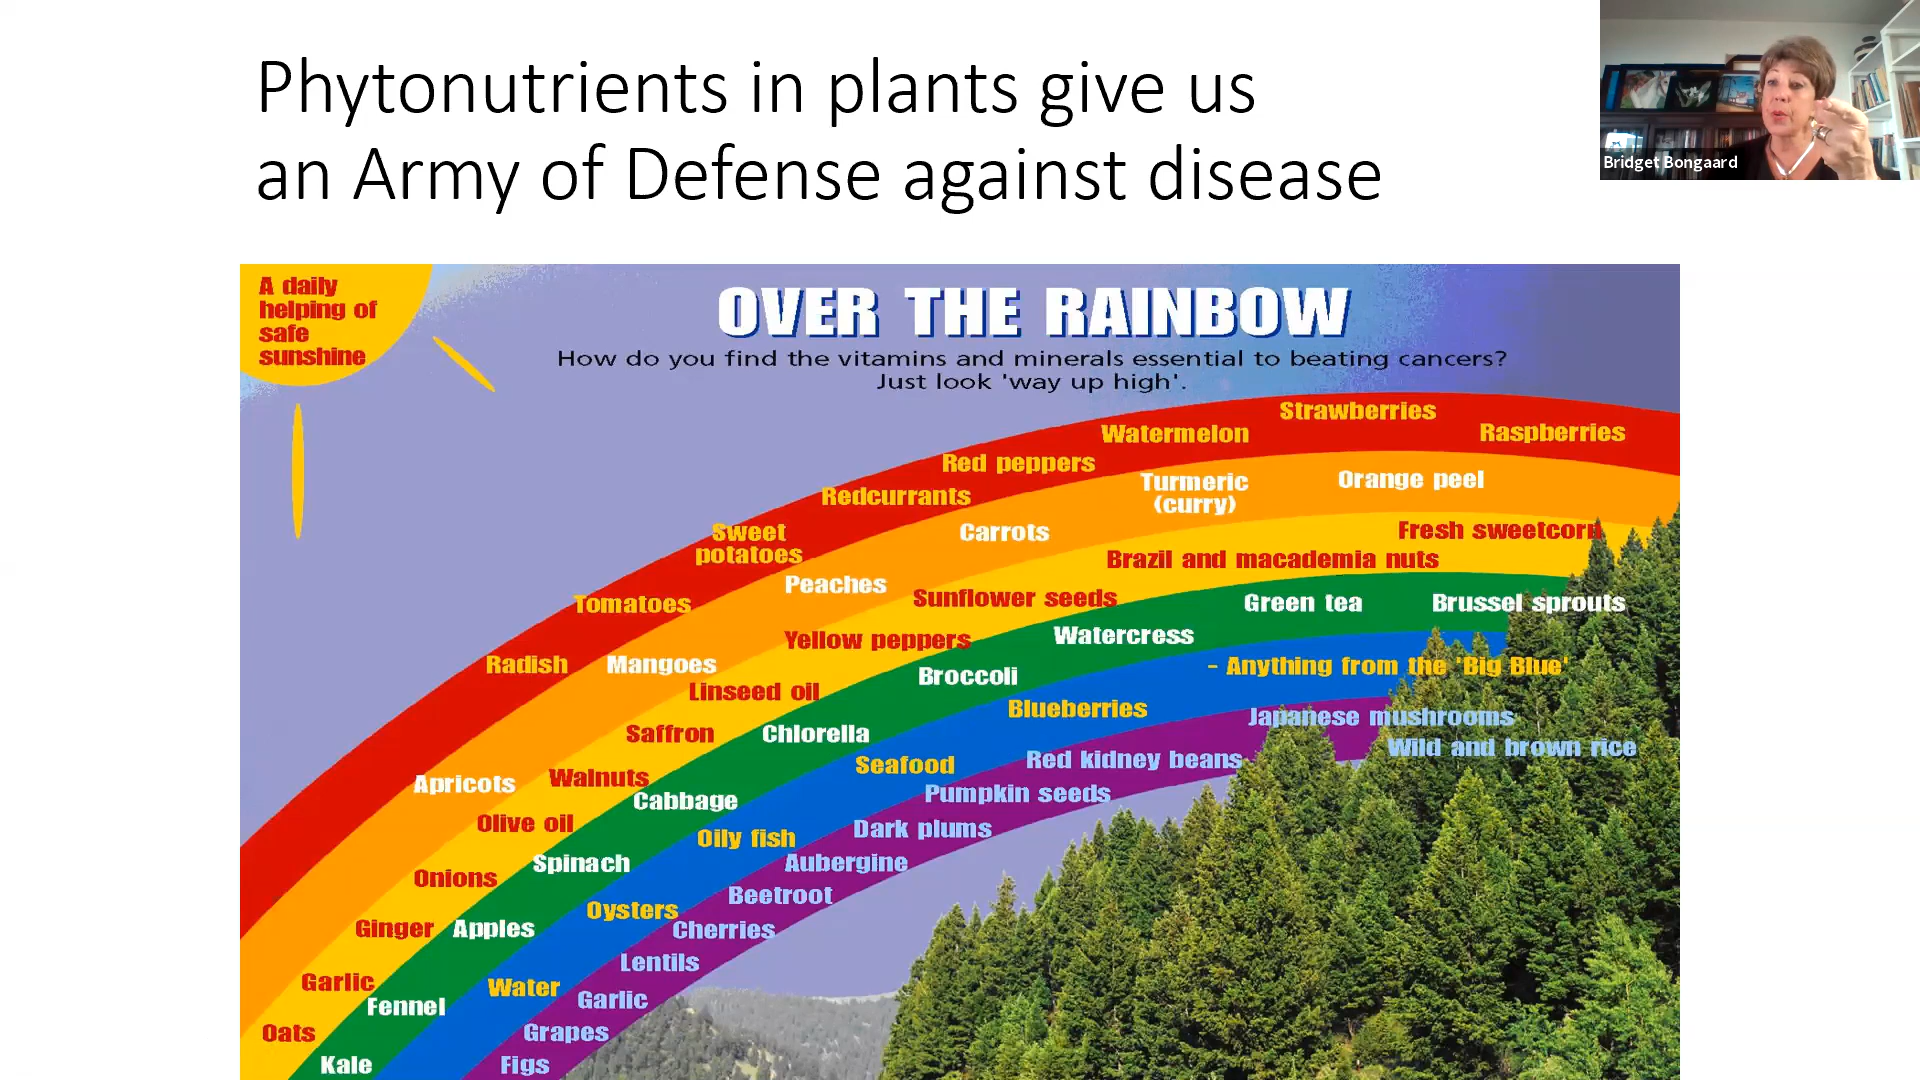 Phytonutrients in plants give us
an Army of Defense against disease
Bridget Bongaard
A daily
helping of
safe
sunshine
OVER THE RAINBOW
How do you find the vitamins and minerals essential to beating cancers?
Just look 'way up high'.
Strawberries
Raspberries
Watermelon
Red peppers
Redcurrants
Sweet
potatoes
Tomatoes
Radish
Orange peel
Turmeric
(curry)
Carrots
Peaches
Mangoes
Apricots
Fresh sweetcorn
Brazil and macademia nuts
Sunflower seeds
Yellow peppers
Linseed oil
Saffron
Walnuts
Olive oil
Onions
Ginger
Garlic
Oats
Brussel sprouts
Green tea
Watercress
Broccoli
Chlorella
Cabbage
Spinach
Apples
Fennel
Kale
- Anything from the 'Big Blue'
Blueberries
Seafood
Oily fish
Oysters
Water
Japanese mushrooms
Wild and brown rice
Red kidney beans
Pumpkin seeds
Dark plums
Aubergine
Beetroot
Cherries
Lentils
Garlic
Grapes
Figs